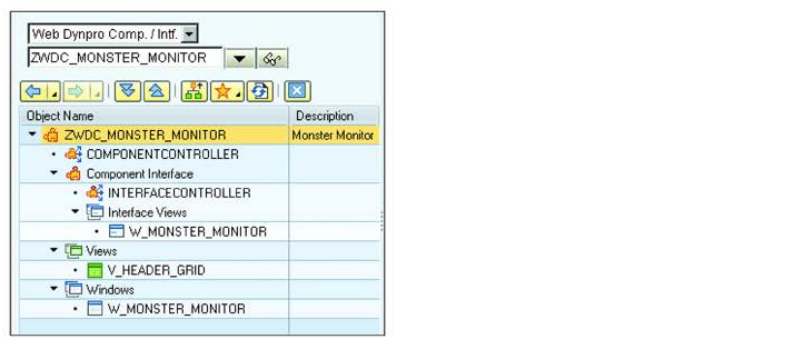 Web Dynpro Comp. / Intf.
ZWDC_MONSTER_MONITOR
Object Name Description
ZWDC_MONSTER_MONITOR Monster Monitor
COMPONENTCONTROLLER
Component Interface
INTERFACECONTROLLER
Interface Views
W_MONSTER_MONITOR
Views
V_HEADER_GRID
Windows
W_MONSTER_MONITOR